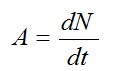 A = dN/dt